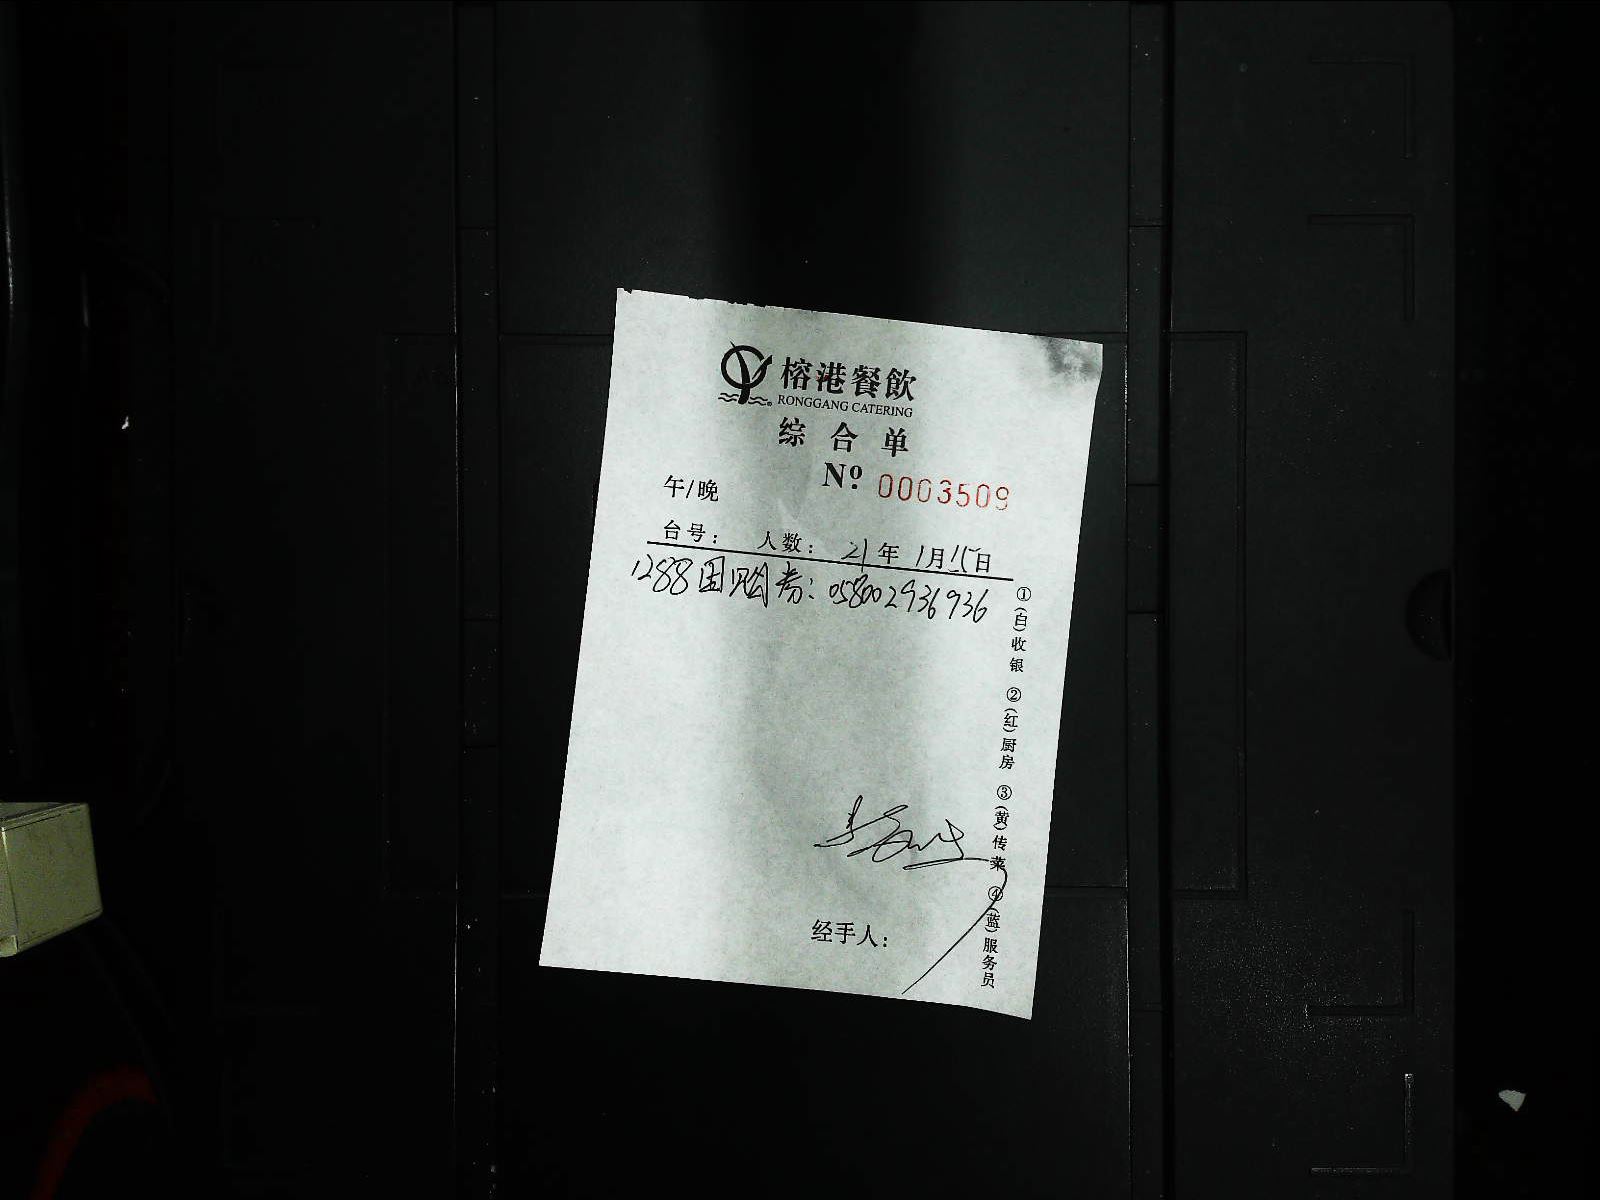 榕港餐飲
RONGGANG CATERING
综合单
Nº 0003509
午/晚
台号： 人数： 21年1月15日
1288团购券：058002936936
①(白)收银 ②(红)厨房 ③(黄)传菜 ④(蓝)服务员
经手人：